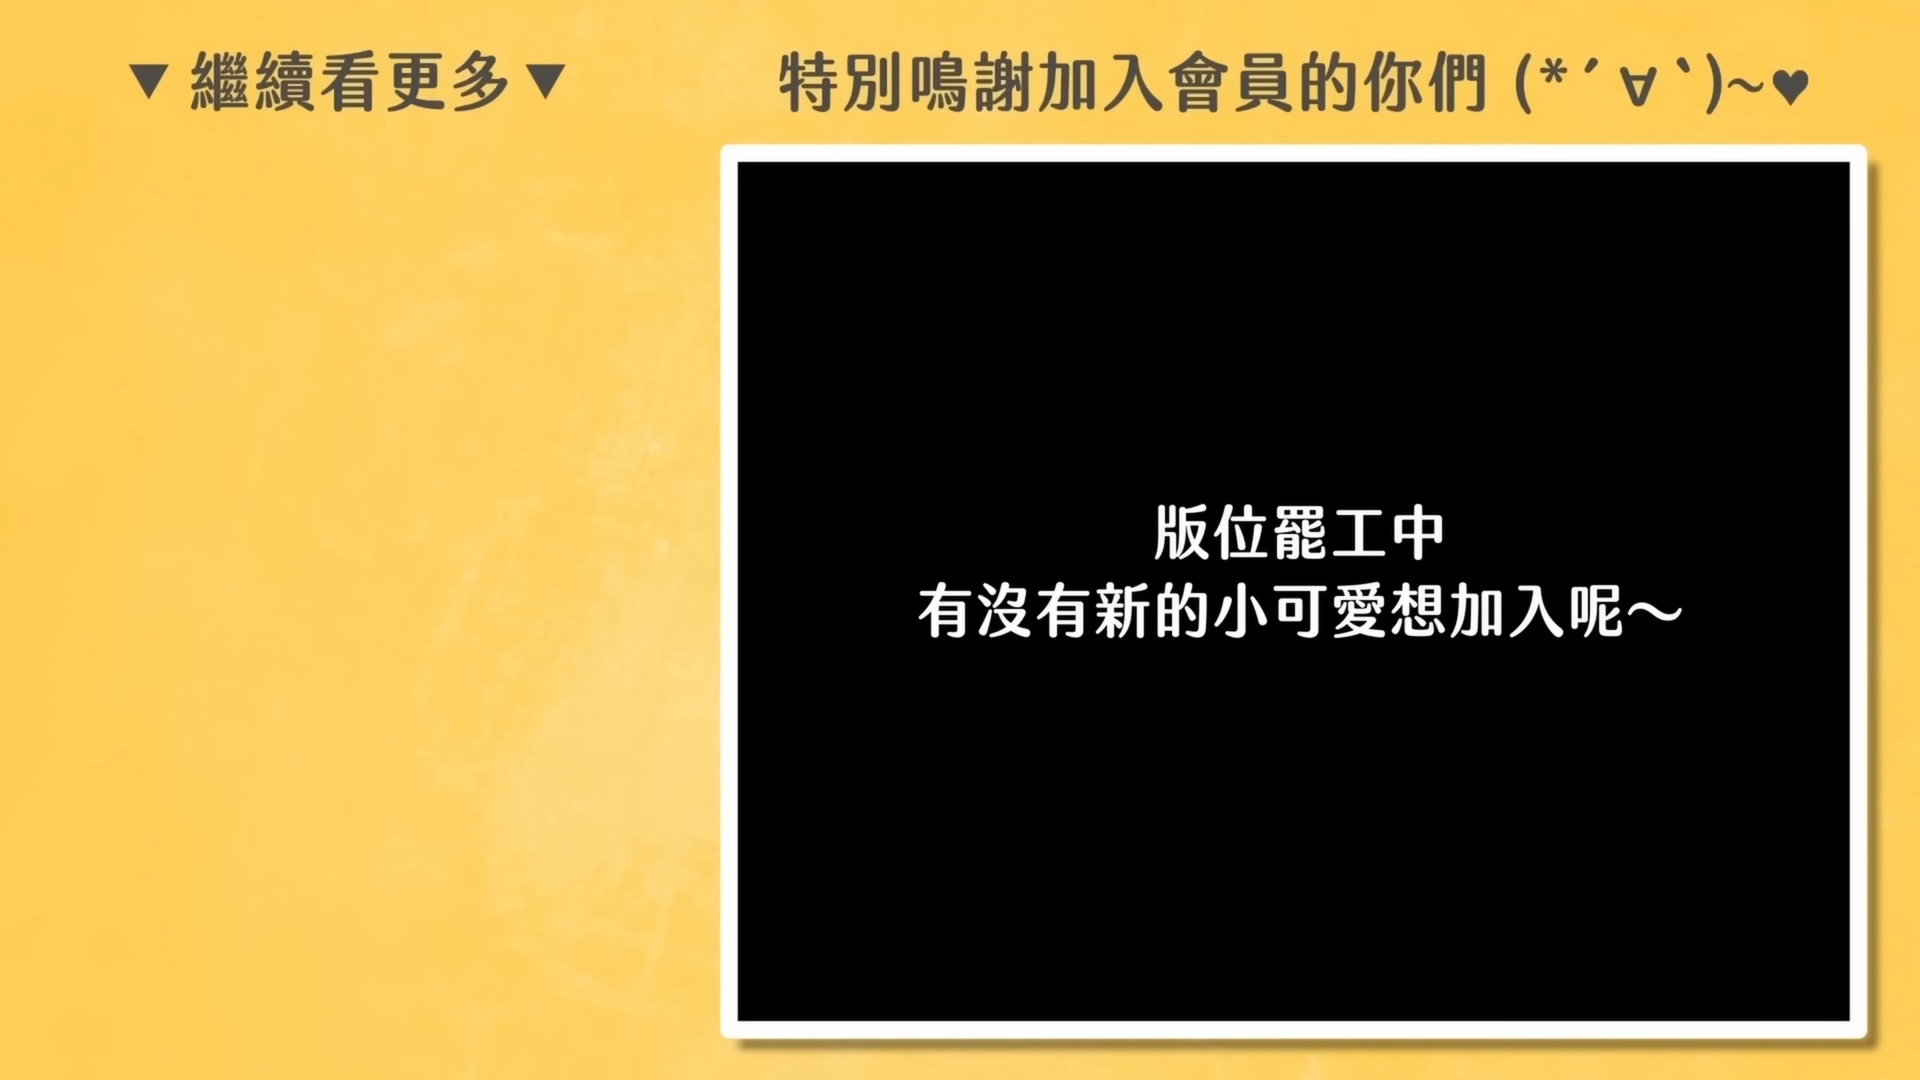 ▼ 繼續看更多 ▼
特別鳴謝加入會員的你們 (*ˊ∀ˋ)~♥
版位罷工中
有沒有新的小可愛想加入呢～